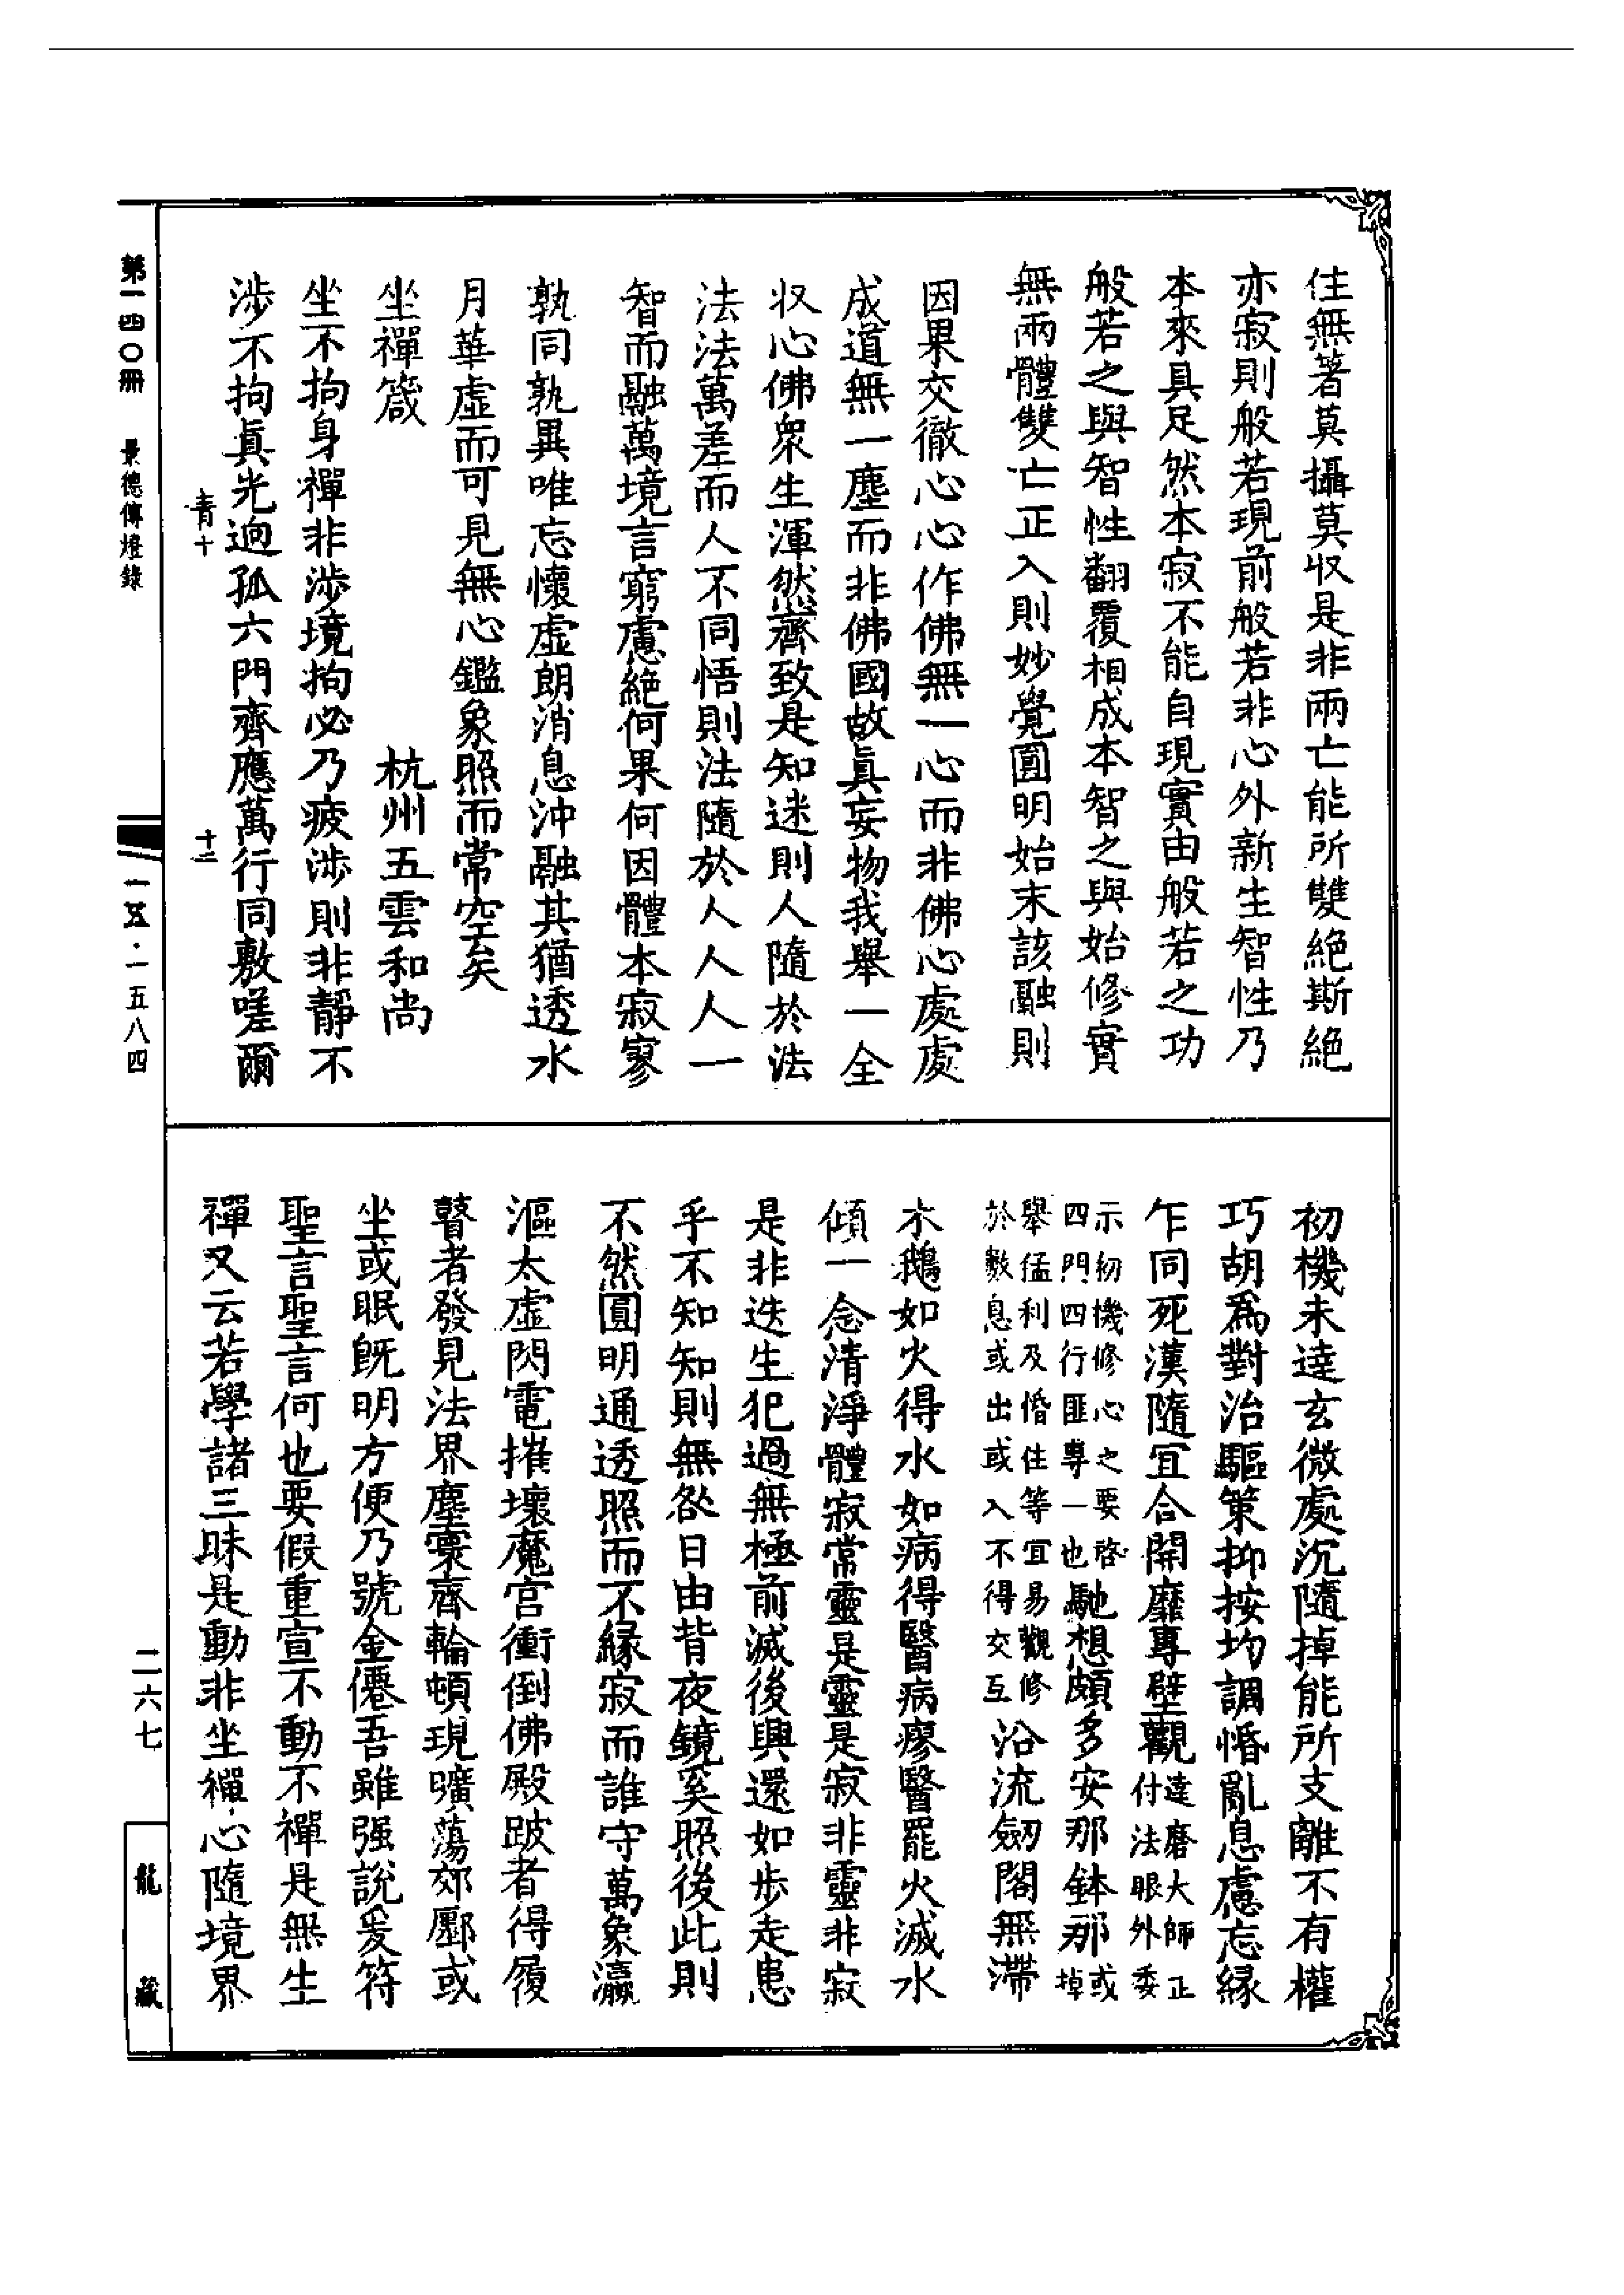 住無著莫攝莫収是非兩亡能所雙絕斯絕
亦寂則般若現前般若非心外新生智性乃
本來具足然本寂不能自現實由般若之功
般若之與智性翻覆相成本智之與始修實
無兩體雙亡正入則妙覺圓明始末該融則
因果交徹心心作佛無一心而非佛心處處
成道無一塵而非佛國故眞妄物我舉一全
収心佛衆生渾然齊致是知迷則人隨於法
法法萬差而人不同悟則法隨於人人人一
智而融萬境言窮慮絕何果何因體本寂寥
孰同孰異唯忘懷虛朗消息沖融其猶透水
月華虛而可見無心鑑象照而常空矣
坐禪箴 杭州五雲和尚
坐不拘身禪非涉境拘必乃疲涉則非靜不
涉不拘眞光迥孤六門齊應萬行同敷嗟爾
青十 十二
初機未達玄微處沉隨掉能所支離不有權
巧胡爲對治驅策抑按均調惛亂息慮忘緣
乍同死漢隨宜合開靡專壁觀達磨大師正付法眼外委
示初機修心之要啓四門四行匪專一也馳想頗多安那鉢那或掉
舉猛利及惛住等宜易觀修於數息或出或入不得交互沿流劒閣無滯
木鵝如火得水如病得醫病瘳醫罷火滅水
傾一念清淨體寂常靈是靈是寂非靈非寂
是非迭生犯過無極前滅後興還如步走患
乎不知知則無咎日由背夜鏡奚照後此則
不然圓明通透照而不緣寂而誰守萬象瀛
漚太虛閃電摧壞魔宮衝倒佛殿跛者得履
瞽者發見法界塵寰齊輪頓現曠蕩郊鄽或
坐或眠旣明方便乃號金僊吾雖强說爰符
聖言聖言何也要假重宣不動不禪是無生
禪又云若學諸三昧是動非坐禪心隨境界
第一四〇冊 景德傳燈錄
一五·一五八四
二六七
龍藏